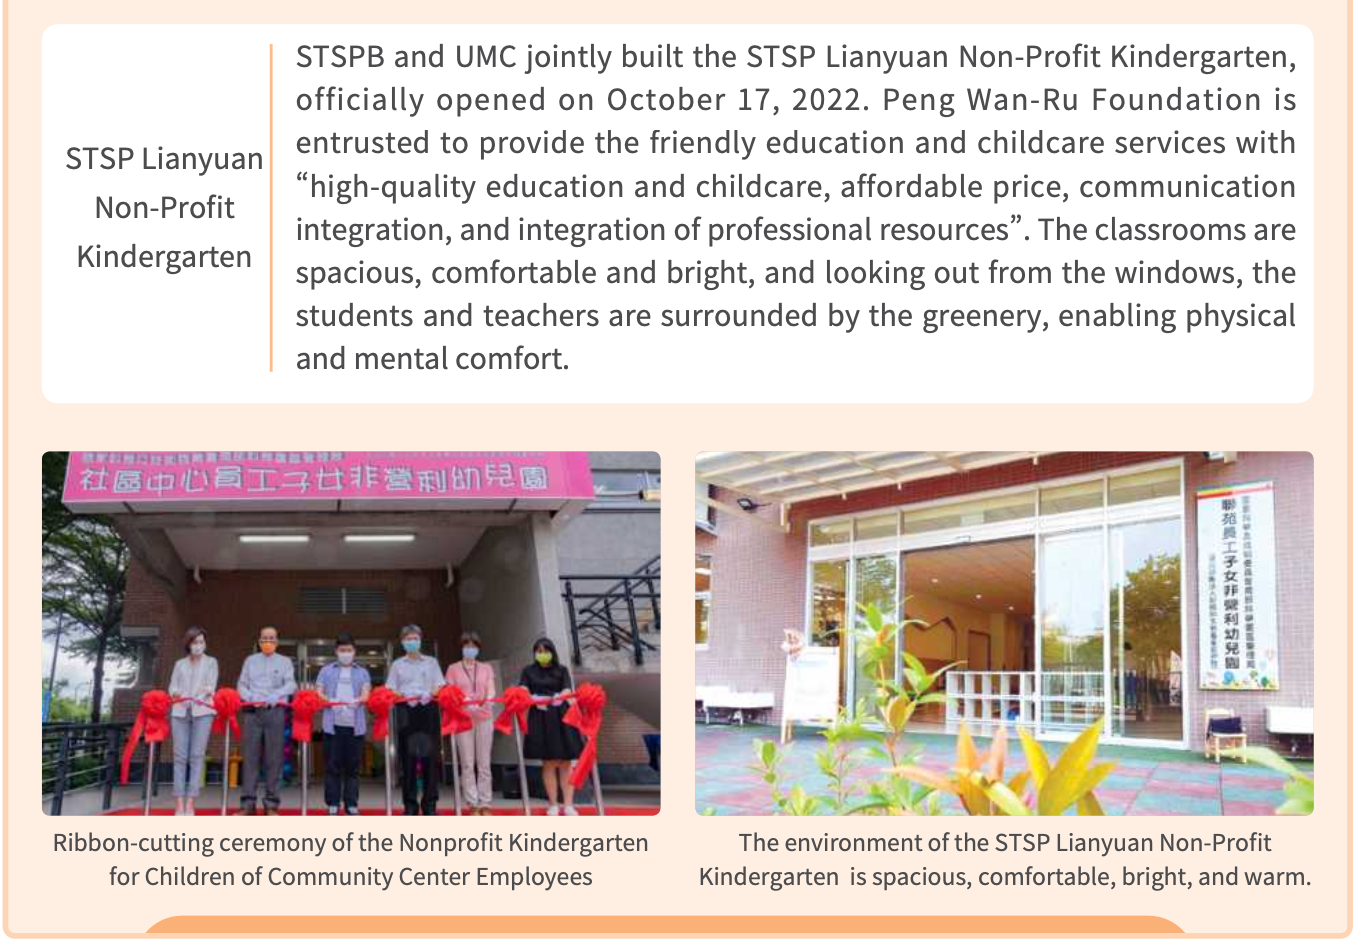 STSP Lianyuan
Non-Profit
Kindergarten
STSPB and UMC jointly built the STSP Lianyuan Non-Profit Kindergarten,
officially opened on October 17, 2022. Peng Wan-Ru Foundation is
entrusted to provide the friendly education and childcare services with
“high-quality education and childcare, affordable price, communication
integration, and integration of professional resources”. The classrooms are
spacious, comfortable and bright, and looking out from the windows, the
students and teachers are surrounded by the greenery, enabling physical
and mental comfort.
社區中心員工子女非營利幼兒園
聯苑員工子女非營利幼兒園
Ribbon-cutting ceremony of the Nonprofit Kindergarten
for Children of Community Center Employees
The environment of the STSP Lianyuan Non-Profit
Kindergarten is spacious, comfortable, bright, and warm.